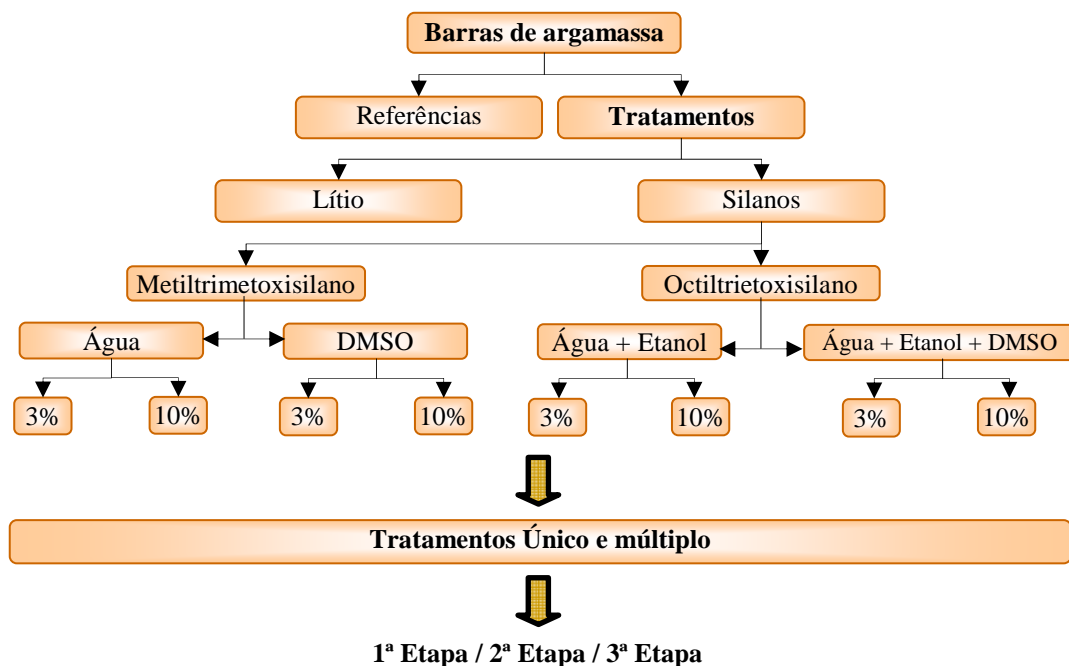 Barras de argamassa
Referências
Tratamentos
Lítio
Silanos
Metiltrimetoxisilano
Octiltrietoxisilano
Água
DMSO
Água + Etanol
Água + Etanol + DMSO
3%
10%
3%
10%
3%
10%
3%
10%
Tratamentos Único e múltiplo
1ª Etapa / 2ª Etapa / 3ª Etapa